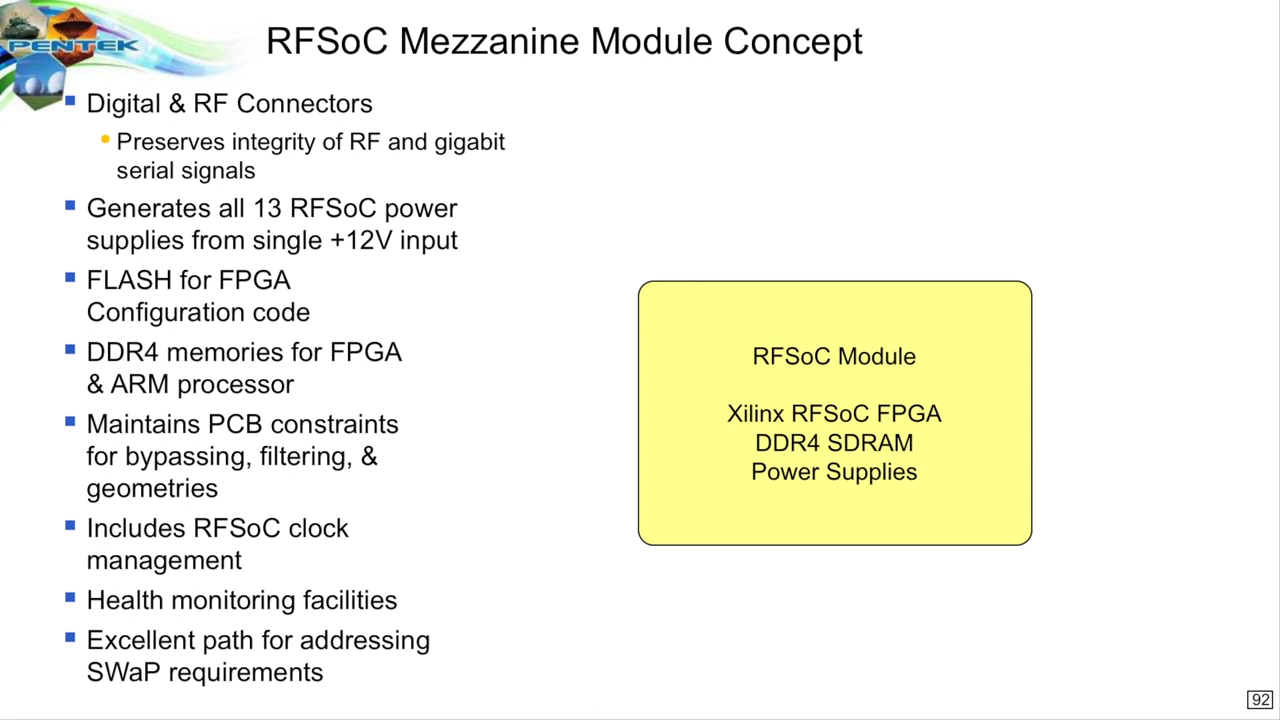 PENTEK
RFSoC Mezzanine Module Concept
Digital & RF Connectors
Preserves integrity of RF and gigabit
serial signals
Generates all 13 RFSoC power
supplies from single +12V input
FLASH for FPGA
Configuration code
DDR4 memories for FPGA
& ARM processor
Maintains PCB constraints
for bypassing, filtering, &
geometries
Includes RFSoC clock
management
Health monitoring facilities
Excellent path for addressing
SWaP requirements
RFSoC Module
Xilinx RFSoC FPGA
DDR4 SDRAM
Power Supplies
92